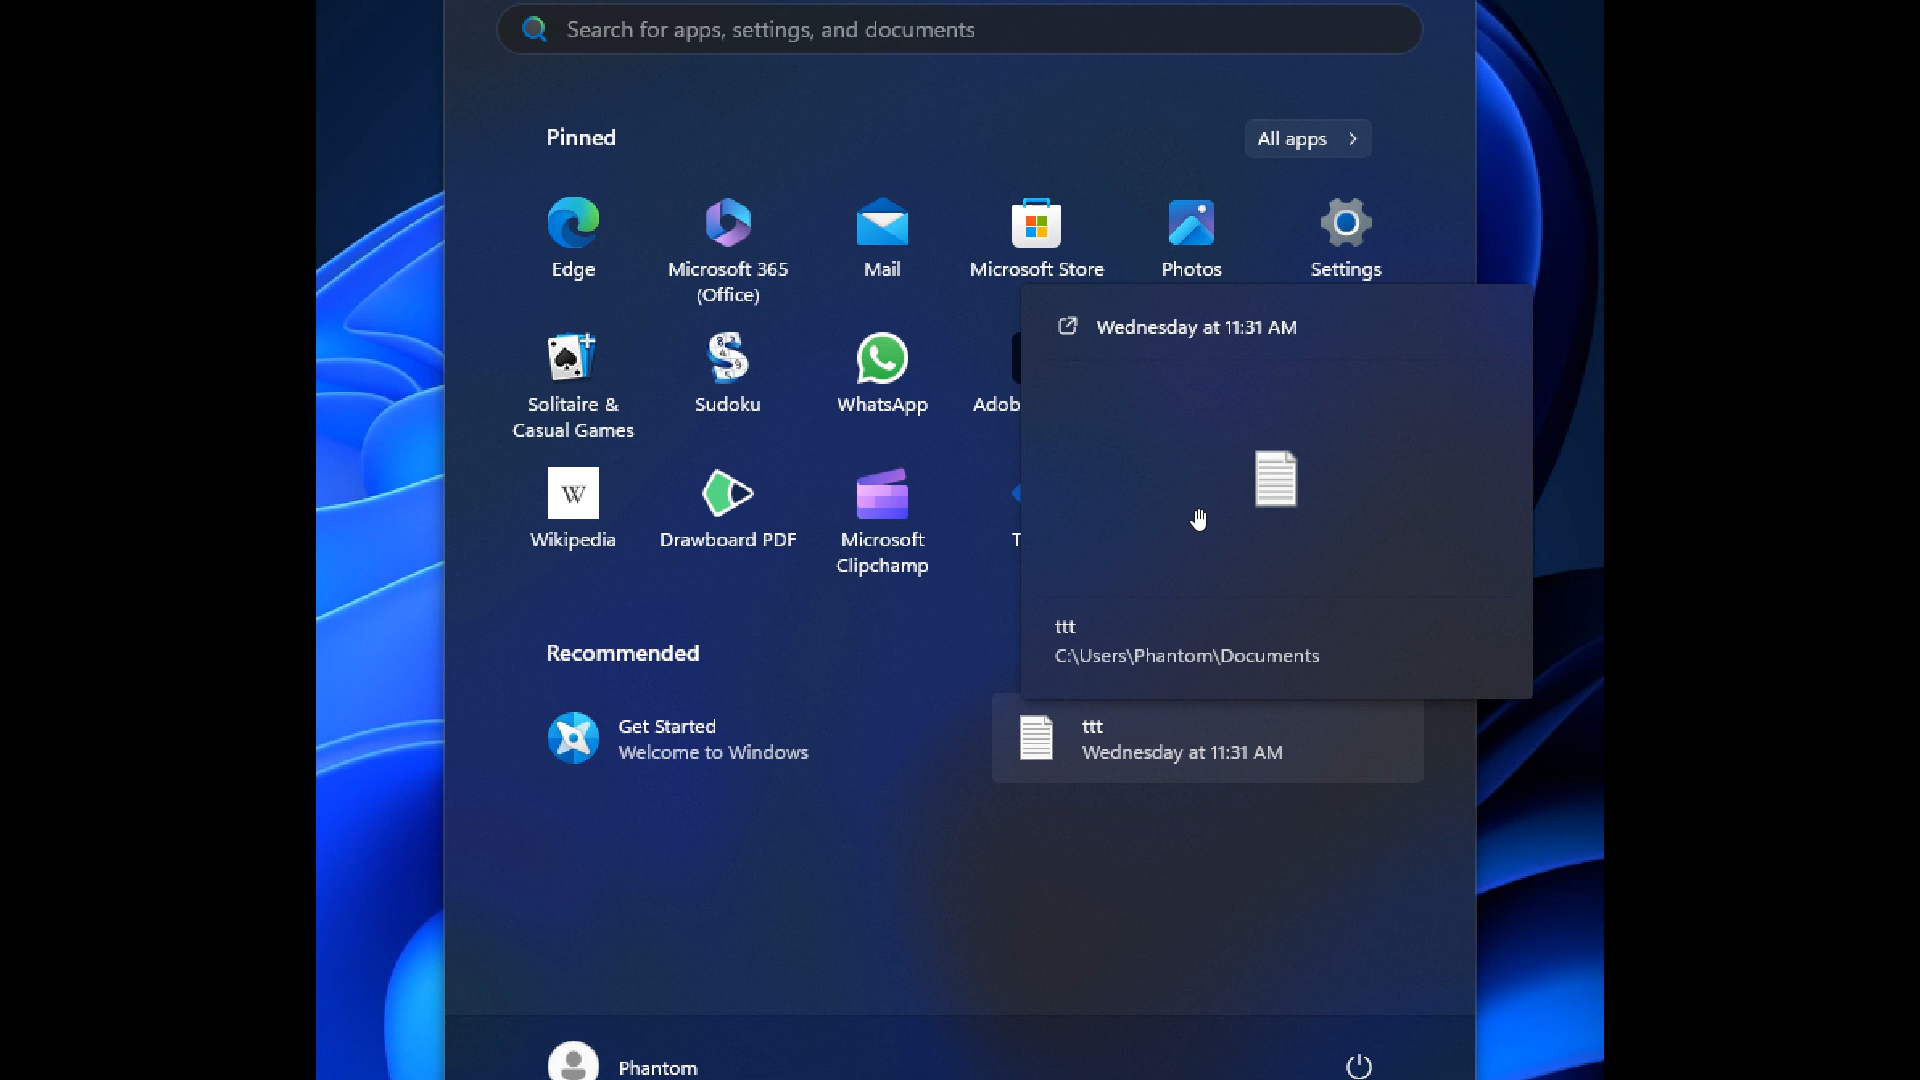 Search for apps, settings, and documents
Pinned
All apps
Edge
Microsoft 365
(Office)
Mail
Microsoft Store
Photos
Settings
Wednesday at 11:31 AM
Solitaire &
Casual Games
Sudoku
WhatsApp
Adob
W
Wikipedia
Drawboard PDF
Microsoft
Clipchamp
T
ttt
C:\Users\Phantom\Documents
Recommended
Get Started
Welcome to Windows
ttt
Wednesday at 11:31 AM
Phantom